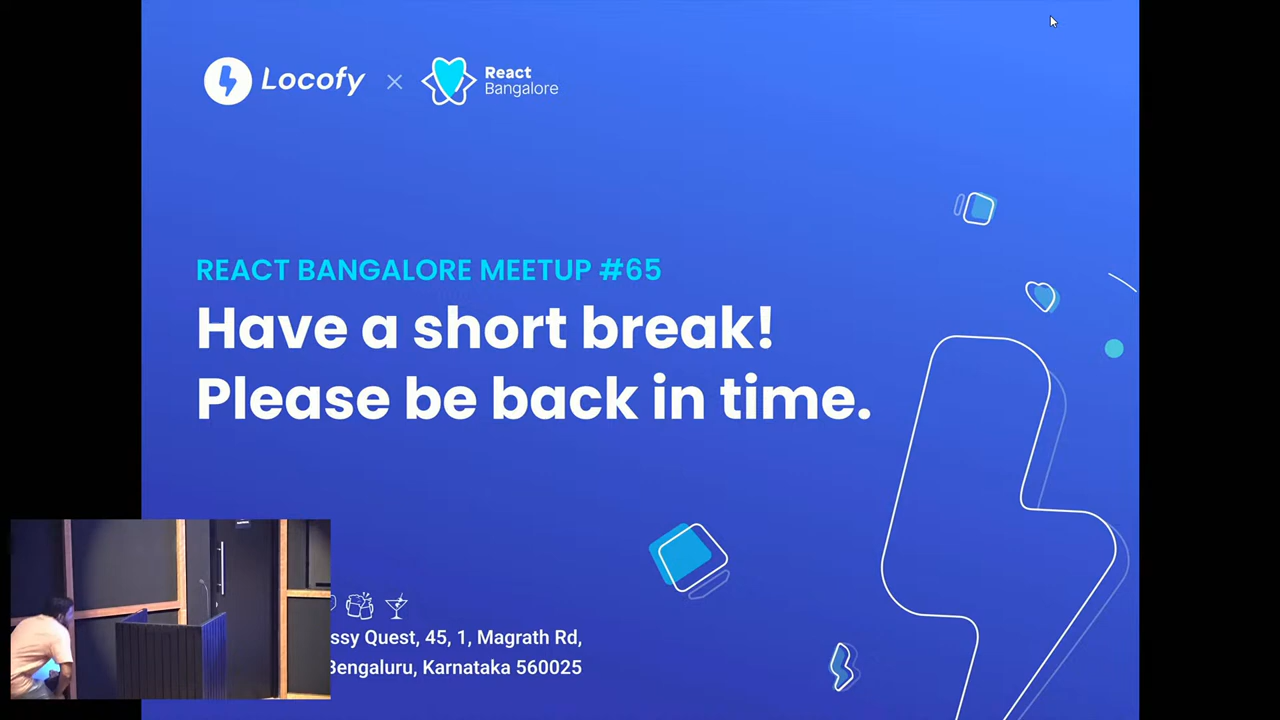 Locofy
React
Bangalore
REACT BANGALORE MEETUP #65
Have a short break!
Please be back in time.
ssy Quest, 45, 1, Magrath Rd,
Bengaluru, Karnataka 560025